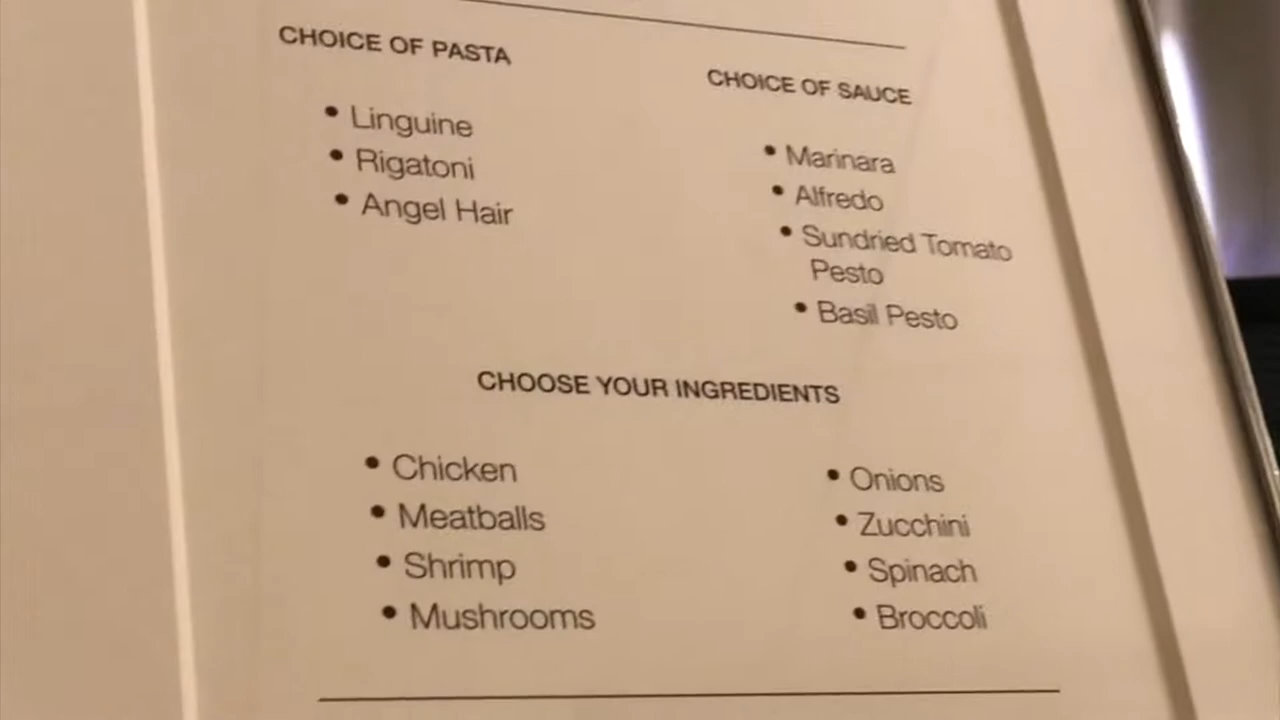 CHOICE OF PASTA
• Linguine
• Rigatoni
• Angel Hair
CHOICE OF SAUCE
• Marinara
• Alfredo
• Sundried Tomato
Pesto
• Basil Pesto
CHOOSE YOUR INGREDIENTS
• Chicken
• Meatballs
• Shrimp
• Mushrooms
• Onions
• Zucchini
• Spinach
• Broccoli